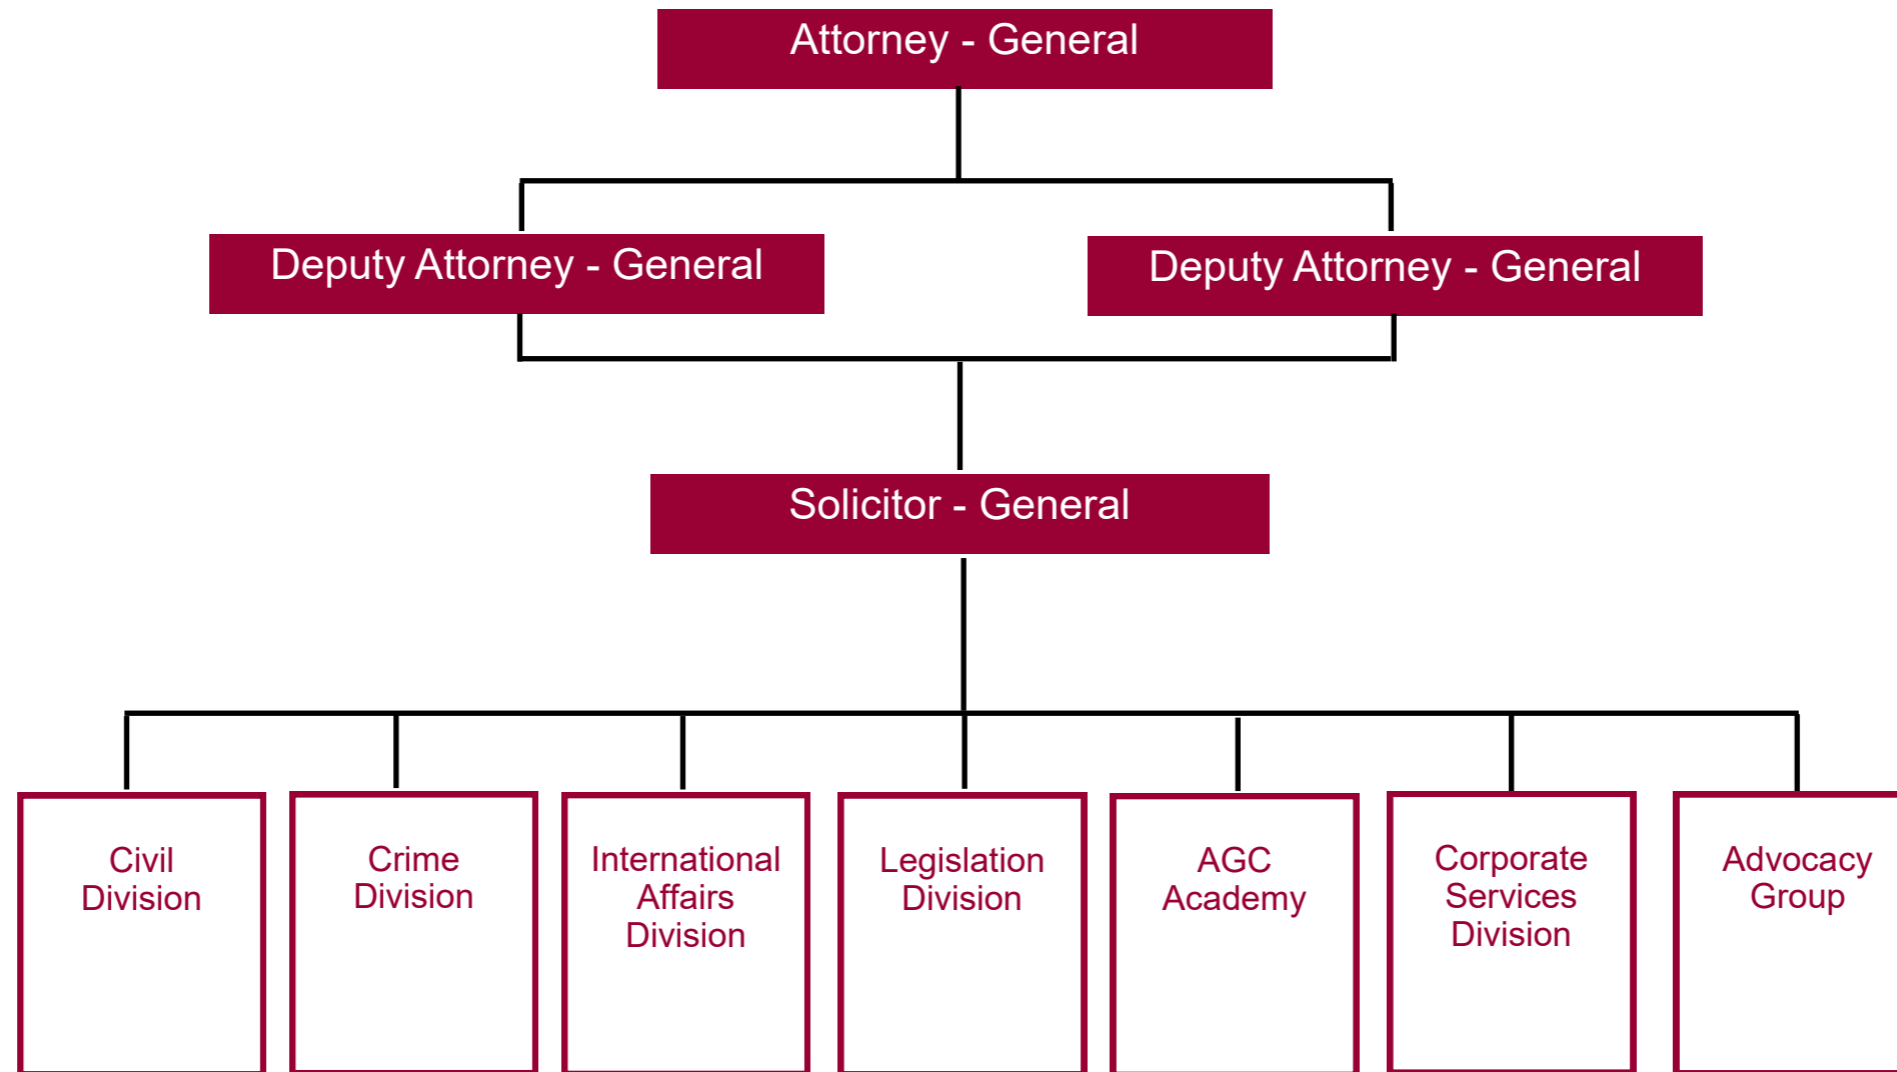 Attorney - General
Deputy Attorney - General
Deputy Attorney - General
Solicitor - General
Civil
Division
Crime
Division
International
Affairs
Division
Legislation
Division
AGC
Academy
Corporate
Services
Division
Advocacy
Group